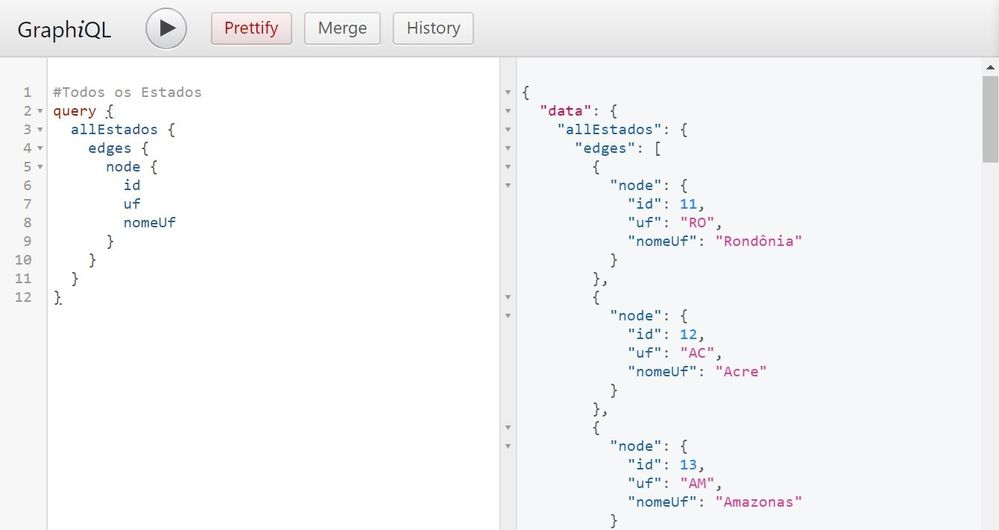 GraphiQL Prettify Merge History
1 #Todos os Estados
2 query {
3 allEstados {
4 edges {
5 node {
6 id
7 uf
8 nomeUf
9 }
10 }
11 }
12 }
{
"data": {
"allEstados": {
"edges": [
{
"node": {
"id": 11,
"uf": "RO",
"nomeUf": "Rondônia"
}
},
{
"node": {
"id": 12,
"uf": "AC",
"nomeUf": "Acre"
}
},
{
"node": {
"id": 13,
"uf": "AM",
"nomeUf": "Amazonas"
}